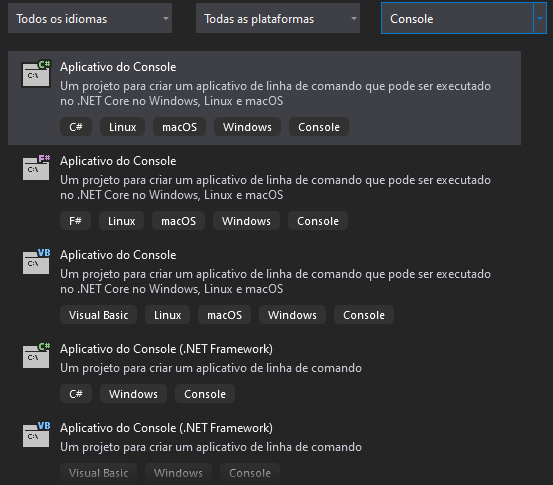 Todos os idiomas Todas as plataformas Console
C# C:\ Aplicativo do Console
Um projeto para criar um aplicativo de linha de comando que pode ser executado
no .NET Core no Windows, Linux e macOS
C# Linux macOS Windows Console
F# C:\ Aplicativo do Console
Um projeto para criar um aplicativo de linha de comando que pode ser executado
no .NET Core no Windows, Linux e macOS
F# Linux macOS Windows Console
VB C:\ Aplicativo do Console
Um projeto para criar um aplicativo de linha de comando que pode ser executado
no .NET Core no Windows, Linux e macOS
Visual Basic Linux macOS Windows Console
C# C:\ Aplicativo do Console (.NET Framework)
Um projeto para criar um aplicativo de linha de comando
C# Windows Console
VB C:\ Aplicativo do Console (.NET Framework)
Um projeto para criar um aplicativo de linha de comando
Visual Basic Windows Console